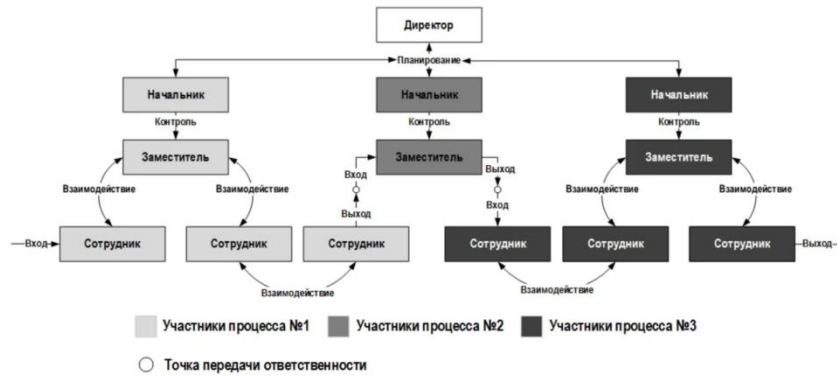 Директор
Планирование
Начальник
Начальник
Начальник
Контроль
Контроль
Контроль
Заместитель
Заместитель
Заместитель
Взаимодействие
Взаимодействие
Вход
Выход
Выход
Вход
Взаимодействие
Взаимодействие
Вход
Сотрудник
Сотрудник
Сотрудник
Сотрудник
Сотрудник
Сотрудник
Выход
Взаимодействие
Взаимодействие
Участники процесса №1
Участники процесса №2
Участники процесса №3
Точка передачи ответственности